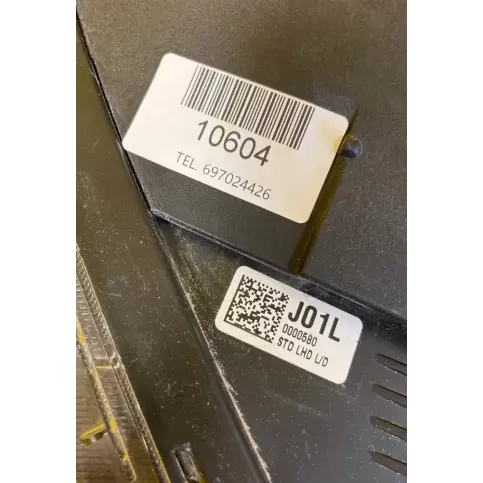 10604
TEL. 697024426
J01L
0000580
STD LHD L/D